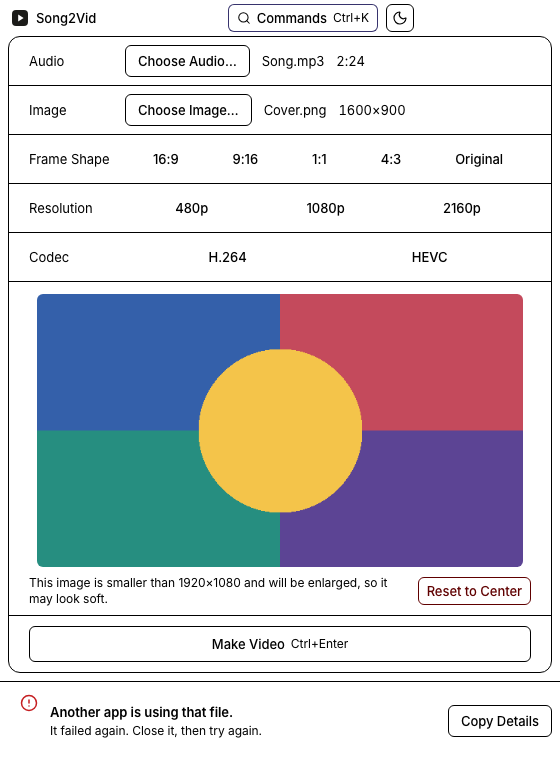 Song2Vid
Commands Ctrl+K
Audio Choose Audio... Song.mp3 2:24
Image Choose Image... Cover.png 1600×900
Frame Shape 16:9 9:16 1:1 4:3 Original
Resolution 480p 1080p 2160p
Codec H.264 HEVC
This image is smaller than 1920×1080 and will be enlarged, so it
may look soft.
Reset to Center
Make Video Ctrl+Enter
Another app is using that file.
It failed again. Close it, then try again.
Copy Details